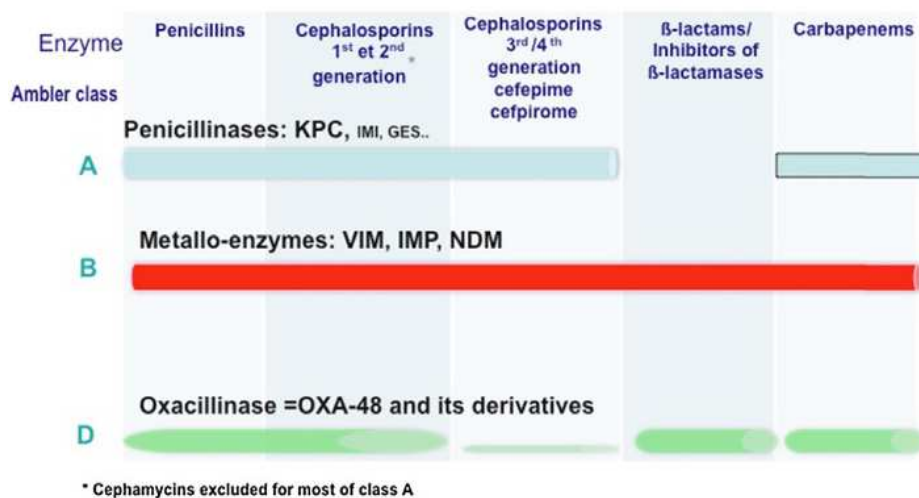 Enzyme
Ambler class
Penicillins
Cephalosporins
1st et 2nd *
generation
Cephalosporins
3rd /4th
generation
cefepime
cefpirome
ß-lactams/
Inhibitors of
ß-lactamases
Carbapenems
Penicillinases: KPC, IMI, GES..
A
Metallo-enzymes: VIM, IMP, NDM
B
Oxacillinase =OXA-48 and its derivatives
D
* Cephamycins excluded for most of class A